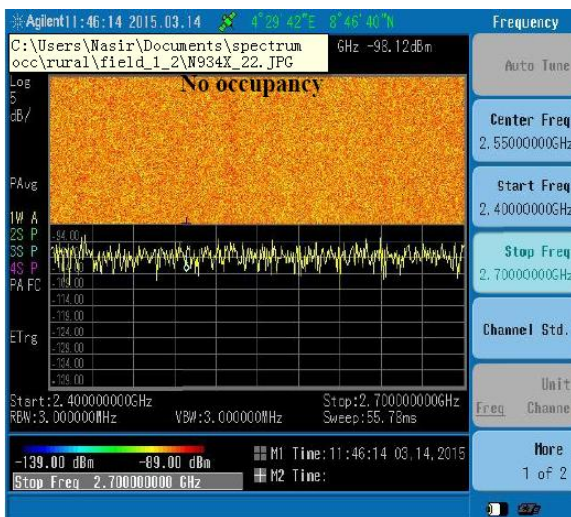 Agilent 11:46:14 2015.03.14 4°29'42"E 8°46'40"N
C:\Users\Nasir\Documents\spectrum
occ\rural\field_1_2\N934X_22.JPG
GHz -98.12dBm
Log
5
dB/
No occupancy
PAvg
1W A
2S P
3S P
4S P
PA FC
ETrg
-94.00
-109.00
-114.00
-119.00
-124.00
-129.00
-134.00
-139.00
Start:2.400000000GHz Stop:2.700000000GHz
RBW:3.000000MHz VBW:3.000000MHz Sweep:55.78ms
-139.00 dBm -89.00 dBm
M1 Time:11:46:14 03,14,2015
M2 Time:
Stop Freq 2.700000000 GHz
Frequency
Auto Tune
Center Freq
2.55000000GHz
Start Freq
2.40000000GHz
Stop Freq
2.70000000GHz
Channel Std.
Unit
Freq Channe
More
1 of 2